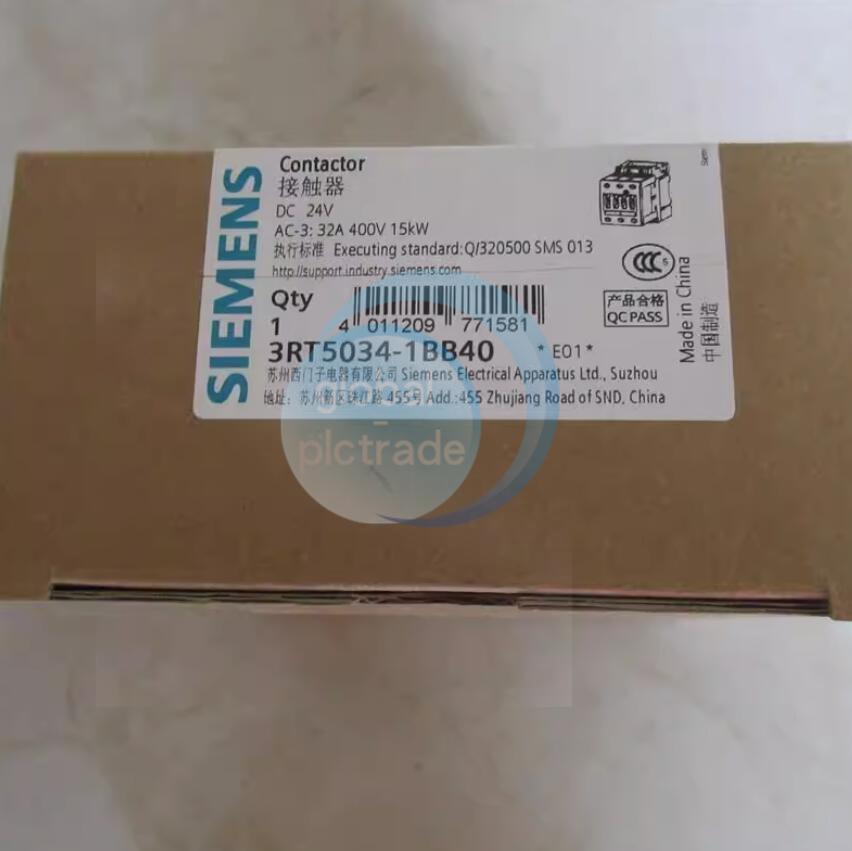 SIEMENS
Contactor
接触器
DC 24V
AC-3: 32A 400V 15kW
执行标准 Executing standard:Q/320500 SMS 013
http://support.industry.siemens.com
Qty
1
4 011209 771581
3RT5034-1BB40 *E01*
苏州西门子电器有限公司 Siemens Electrical Apparatus Ltd., Suzhou
地址: 苏州新区珠江路 455号 Add.:455 Zhujiang Road of SND, China
CCC S
产品合格
QC PASS
Made in China
中国制造
global
-
plctrade